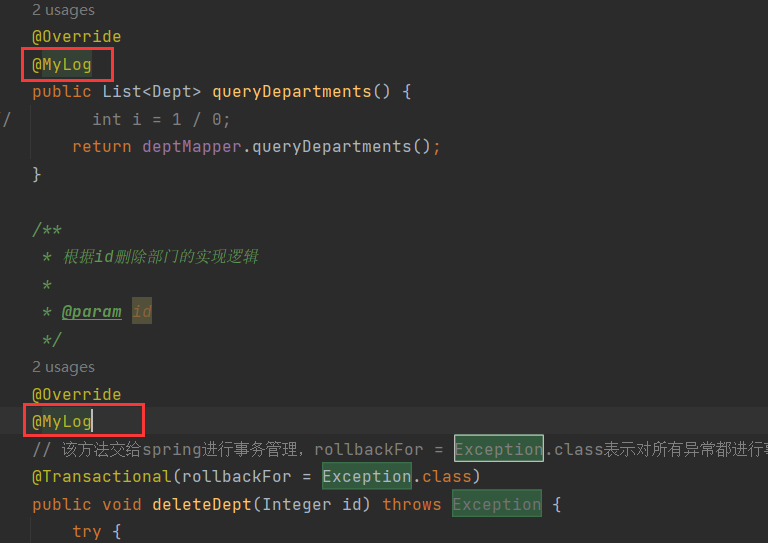 2 usages
@Override
@MyLog
public List<Dept> queryDepartments() {
//        int i = 1 / 0;
    return deptMapper.queryDepartments();
}
/**
 * 根据id删除部门的实现逻辑
 *
 * @param id
 */
2 usages
@Override
@MyLog
// 该方法交给spring进行事务管理，rollbackFor = Exception.class表示对所有异常都进行
@Transactional(rollbackFor = Exception.class)
public void deleteDept(Integer id) throws Exception {
    try {